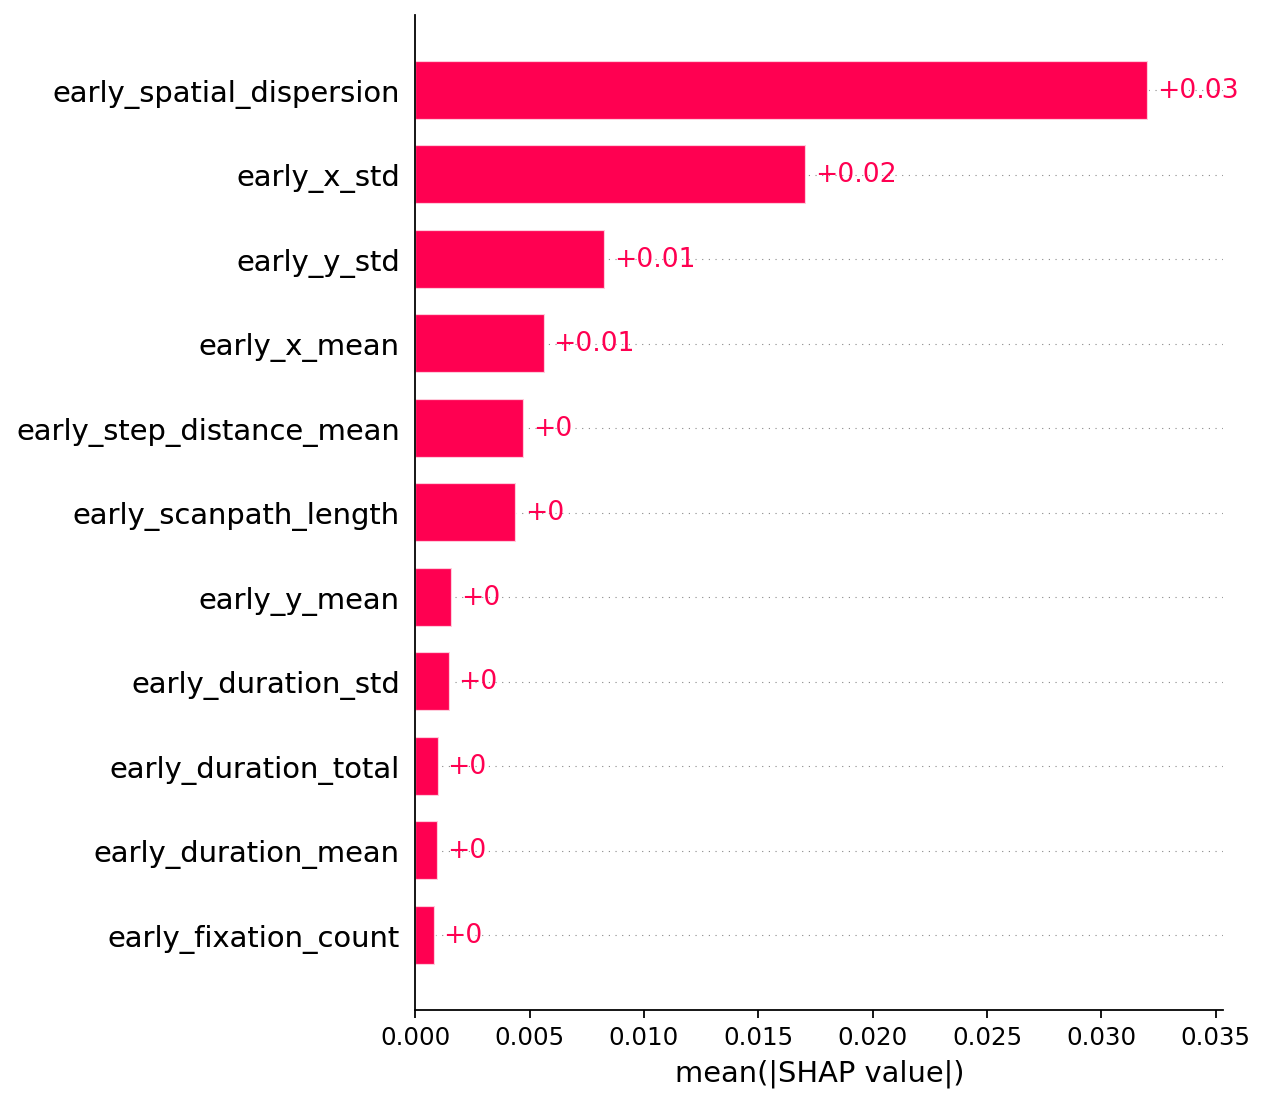 early_spatial_dispersion +0.03
early_x_std +0.02
early_y_std +0.01
early_x_mean +0.01
early_step_distance_mean +0
early_scanpath_length +0
early_y_mean +0
early_duration_std +0
early_duration_total +0
early_duration_mean +0
early_fixation_count +0
0.000 0.005 0.010 0.015 0.020 0.025 0.030 0.035
mean(|SHAP value|)